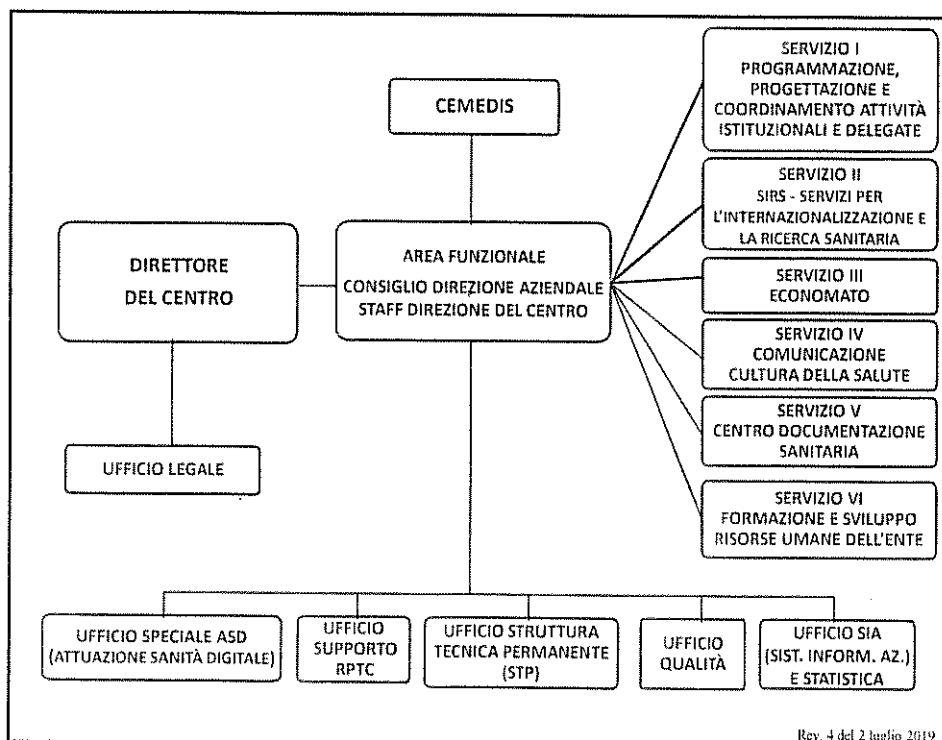 SERVIZIO I
PROGRAMMAZIONE,
PROGETTAZIONE E
COORDINAMENTO ATTIVITÀ
ISTITUZIONALI E DELEGATE
CEMEDIS
SERVIZIO II
SIRS - SERVIZI PER
L'INTERNAZIONALIZZAZIONE E
LA RICERCA SANITARIA
DIRETTORE
DEL CENTRO
AREA FUNZIONALE
CONSIGLIO DIREZIONE AZIENDALE
STAFF DIREZIONE DEL CENTRO
SERVIZIO III
ECONOMATO
SERVIZIO IV
COMUNICAZIONE
CULTURA DELLA SALUTE
SERVIZIO V
CENTRO DOCUMENTAZIONE
SANITARIA
UFFICIO LEGALE
SERVIZIO VI
FORMAZIONE E SVILUPPO
RISORSE UMANE DELL'ENTE
UFFICIO SPECIALE ASD
(ATTUAZIONE SANITÀ DIGITALE)
UFFICIO
SUPPORTO
RPTC
UFFICIO STRUTTURA
TECNICA PERMANENTE
(STP)
UFFICIO
QUALITÀ
UFFICIO SIA
(SIST. INFORM. AZ.)
E STATISTICA
Rev. 4 del 2 luglio 2019